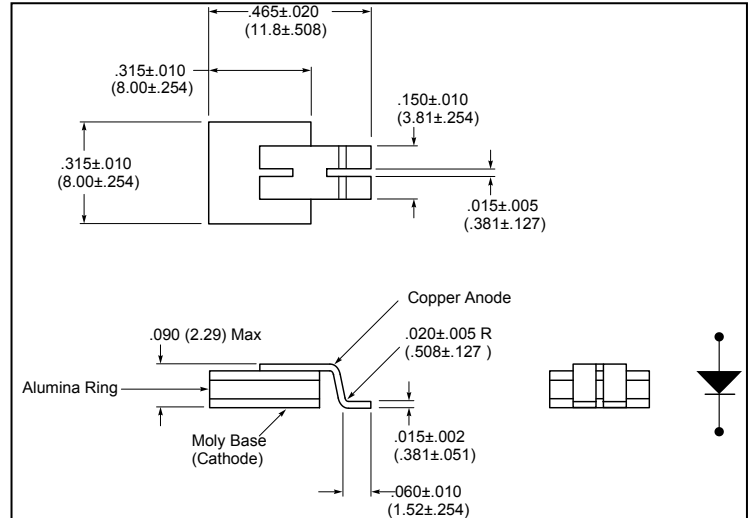 .465±.020
(11.8±.508)
.315±.010
(8.00±.254)
.150±.010
(3.81±.254)
.315±.010
(8.00±.254)
.015±.005
(.381±.127)
Copper Anode
.090 (2.29) Max
.020±.005 R
(.508±.127 )
Alumina Ring
Moly Base
(Cathode)
.015±.002
(.381±.051)
.060±.010
(1.52±.254)